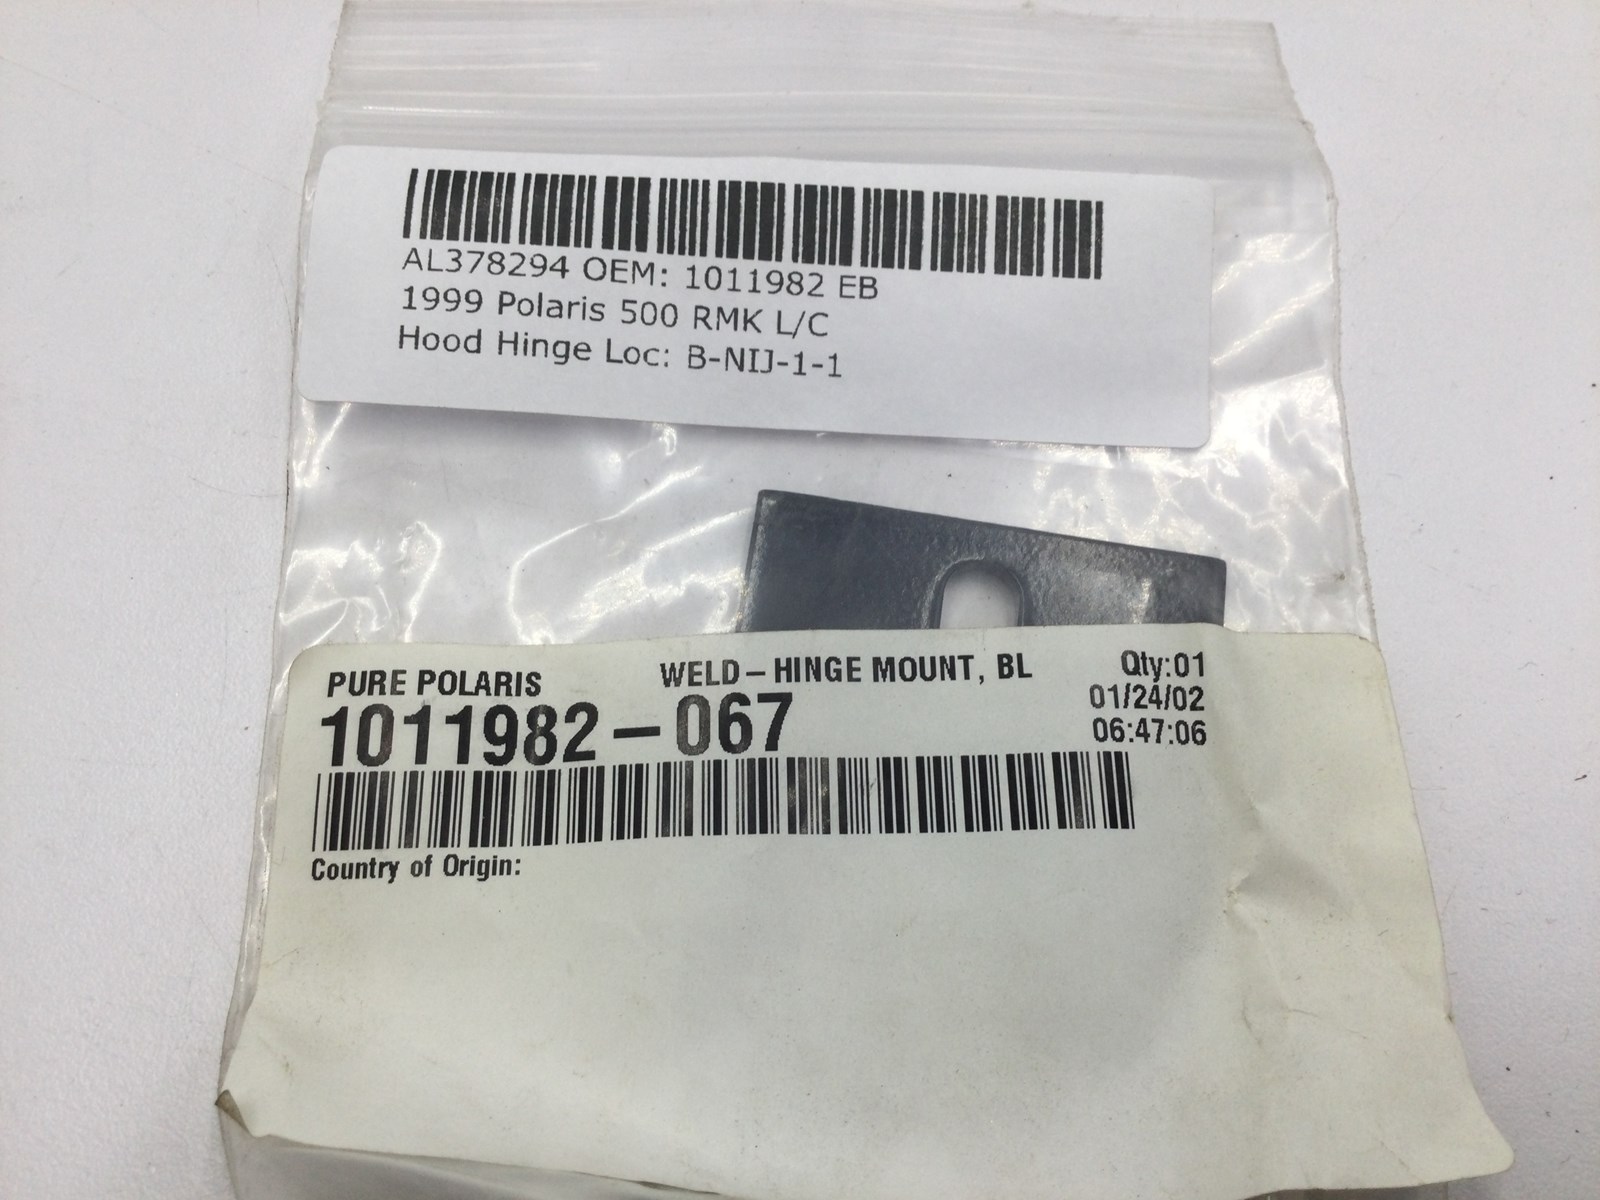 AL378294 OEM: 1011982 EB
1999 Polaris 500 RMK L/C
Hood Hinge Loc: B-NIJ-1-1
PURE POLARIS WELD-HINGE MOUNT, BL Qty:01
1011982-067 01/24/02
06:47:06
Country of Origin: